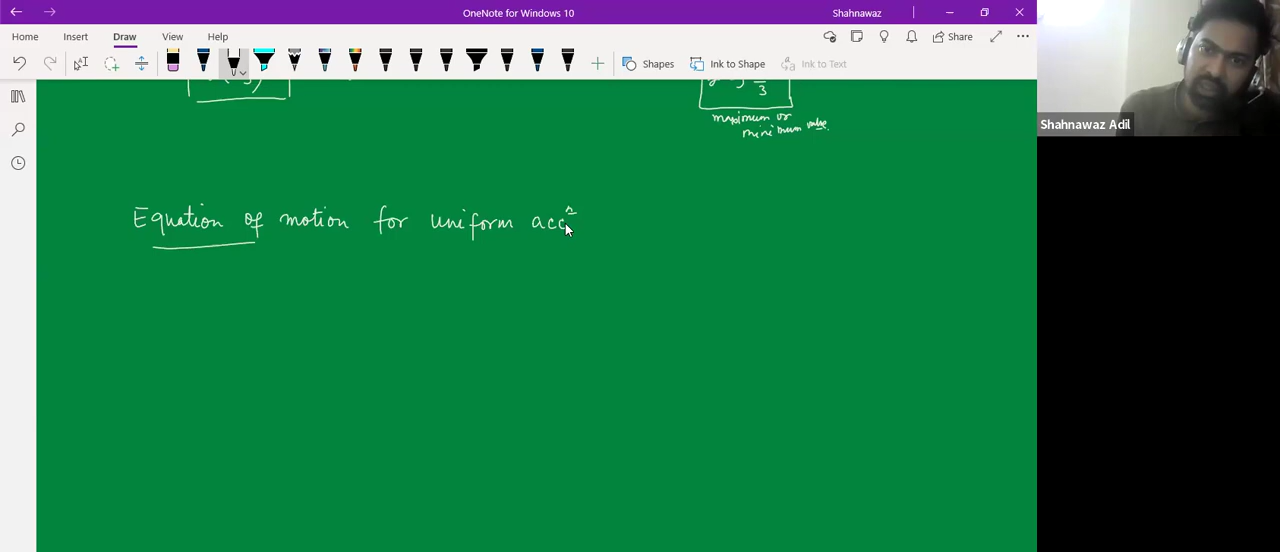 OneNote for Windows 10
Shahnawaz
Home Insert Draw View Help
Share
Shapes Ink to Shape Ink to Text
Shahnawaz Adil
3
maximum or
minimum value.
Equation of motion for uniform accⁿ